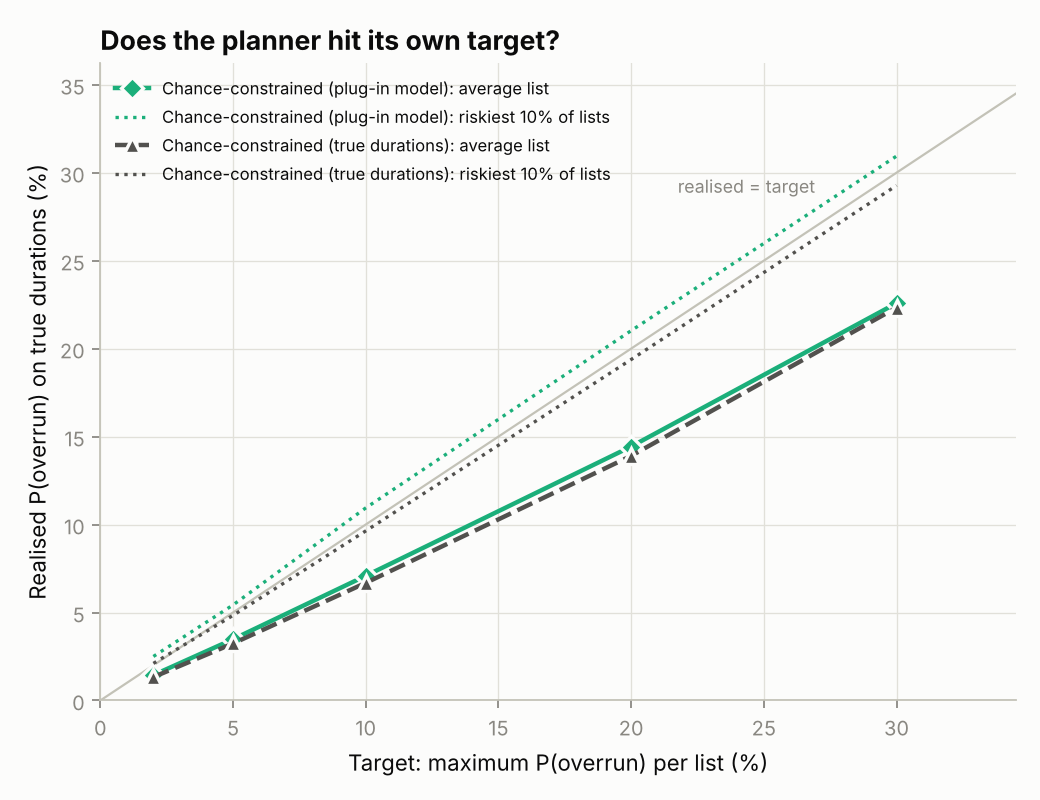 Does the planner hit its own target?
Chance-constrained (plug-in model): average list
Chance-constrained (plug-in model): riskiest 10% of lists
Chance-constrained (true durations): average list
Chance-constrained (true durations): riskiest 10% of lists
realised = target
Realised P(overrun) on true durations (%)
35
30
25
20
15
10
5
0
0 5 10 15 20 25 30
Target: maximum P(overrun) per list (%)